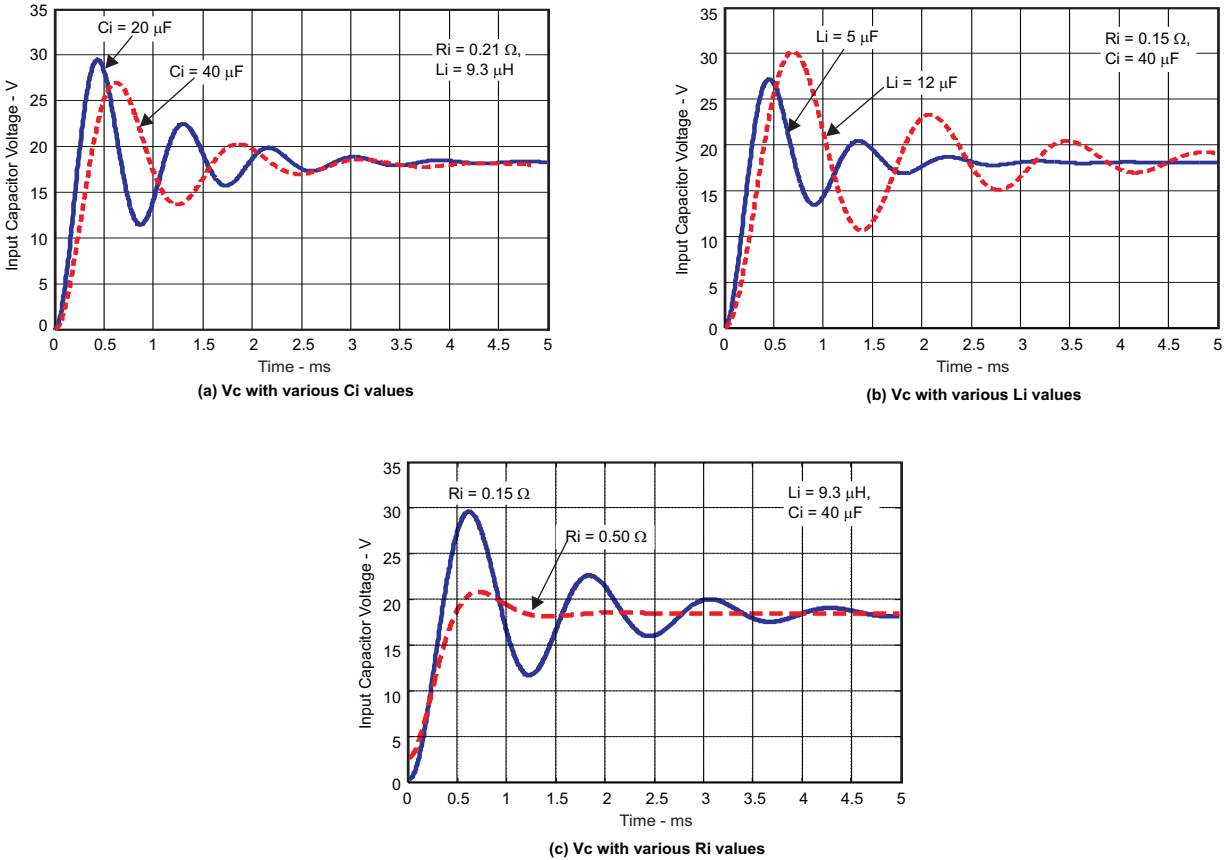 35
30
25
20
15
10
5
0
Input Capacitor Voltage - V
Ci = 20 μF
Ci = 40 μF
Ri = 0.21 Ω,
Li = 9.3 μH
0 0.5 1 1.5 2 2.5 3 3.5 4 4.5 5
Time - ms
(a) Vc with various Ci values
35
30
25
20
15
10
5
0
Input Capacitor Voltage - V
Li = 5 μF
Li = 12 μF
Ri = 0.15 Ω,
Ci = 40 μF
0 0.5 1 1.5 2 2.5 3 3.5 4 4.5 5
Time - ms
(b) Vc with various Li values
35
30
25
20
15
10
5
0
Input Capacitor Voltage - V
Ri = 0.15 Ω
Ri = 0.50 Ω
Li = 9.3 μH,
Ci = 40 μF
0 0.5 1 1.5 2 2.5 3 3.5 4 4.5 5
Time - ms
(c) Vc with various Ri values